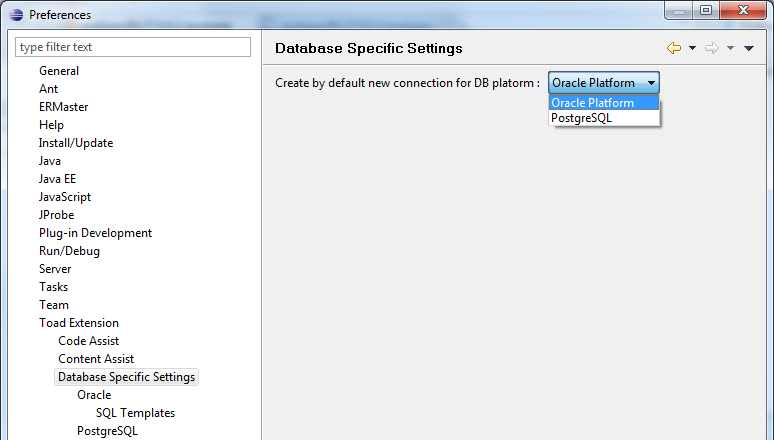 Preferences
type filter text
General
Ant
ERMaster
Help
Install/Update
Java
Java EE
JavaScript
JProbe
Plug-in Development
Run/Debug
Server
Tasks
Team
Toad Extension
Code Assist
Content Assist
Database Specific Settings
Oracle
SQL Templates
PostgreSQL
Database Specific Settings
Create by default new connection for DB platorm : Oracle Platform
Oracle Platform
PostgreSQL